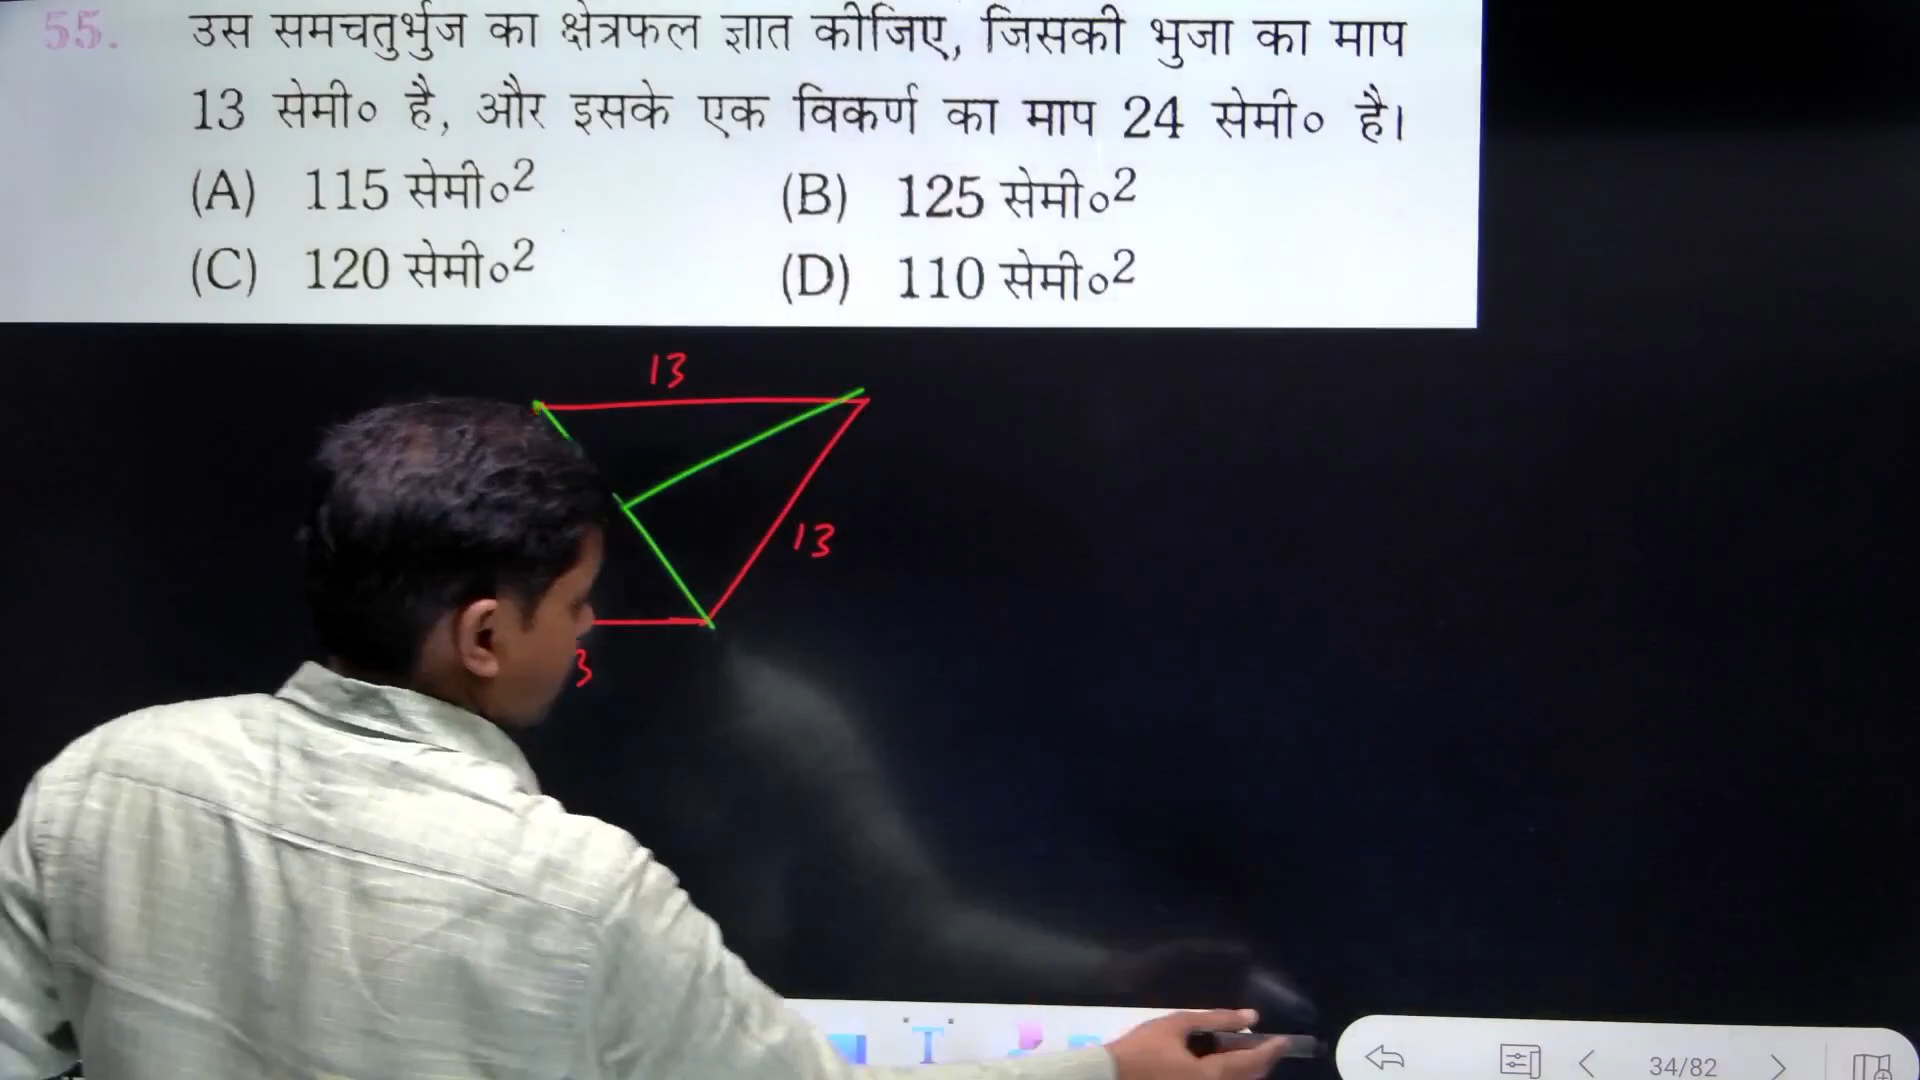 55. उस समचतुर्भुज का क्षेत्रफल ज्ञात कीजिए, जिसकी भुजा का माप
13 सेमी० है, और इसके एक विकर्ण का माप 24 सेमी० है।
(A) 115 सेमी०2 (B) 125 सेमी०2
(C) 120 सेमी०2 (D) 110 सेमी०2
13
13
3
T
34/82